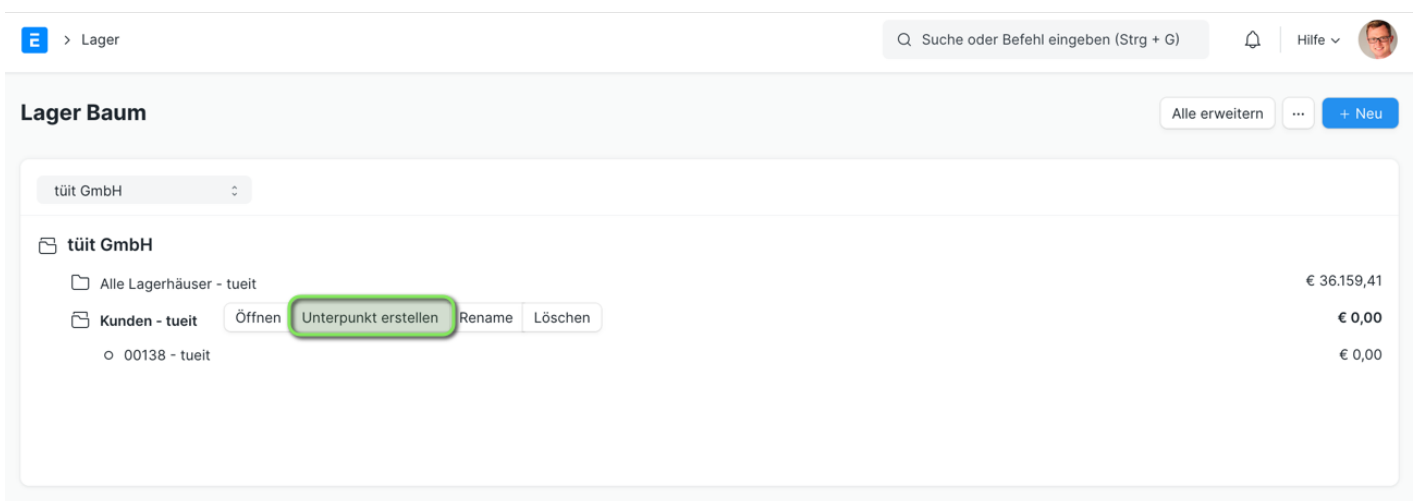 E > Lager Suche oder Befehl eingeben (Strg + G) Hilfe
Lager Baum Alle erweitern ... + Neu
tüit GmbH
tüit GmbH
Alle Lagerhäuser - tueit € 36.159,41
Kunden - tueit Öffnen Unterpunkt erstellen Rename Löschen € 0,00
00138 - tueit € 0,00